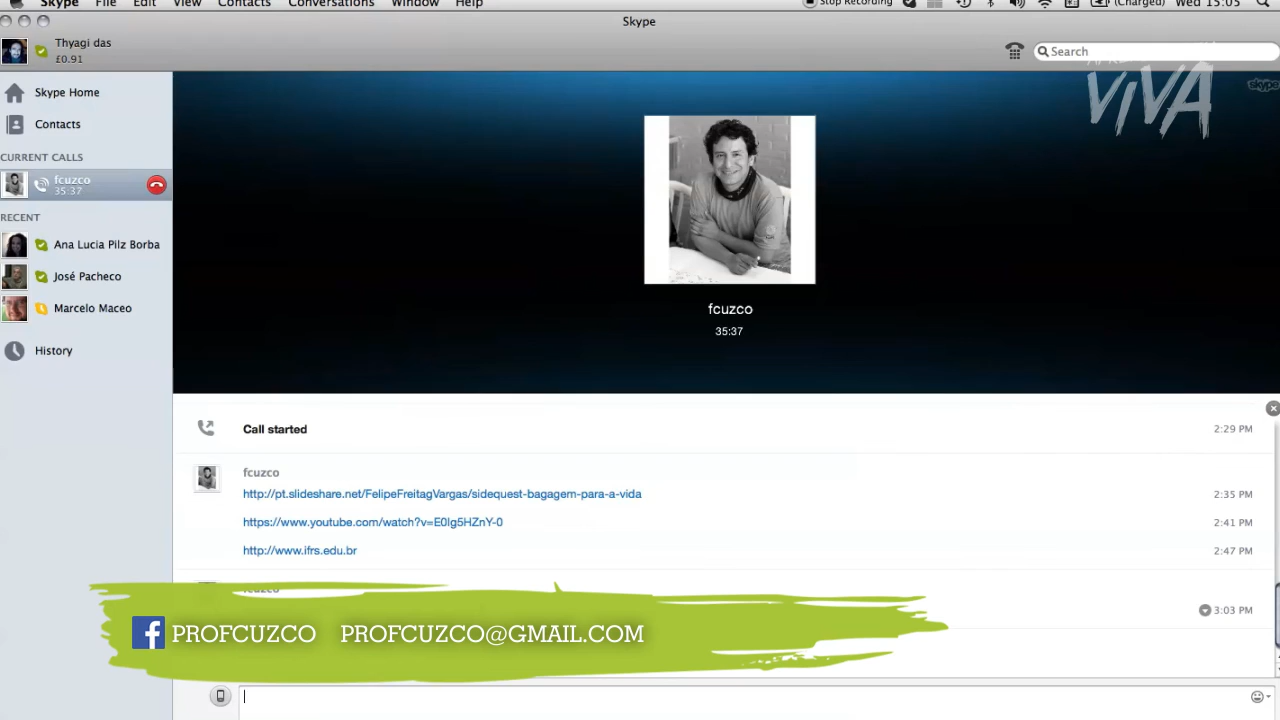 Skype File Edit View Contacts Conversations Window Help
Stop Recording (Charged) Wed 15:05
Skype
Thyagi das
£0.91
Search
VIVA
skype
Skype Home
Contacts
CURRENT CALLS
fcuzco
35:37
RECENT
Ana Lucia Pilz Borba
José Pacheco
Marcelo Maceo
History
fcuzco
35:37
Call started 2:29 PM
fcuzco
http://pt.slideshare.net/FelipeFreitagVargas/sidequest-bagagem-para-a-vida 2:35 PM
https://www.youtube.com/watch?v=E0Ig5HZnY-0 2:41 PM
http://www.ifrs.edu.br 2:47 PM
fcuzco
3:03 PM
PROFCUZCO PROFCUZCO@GMAIL.COM